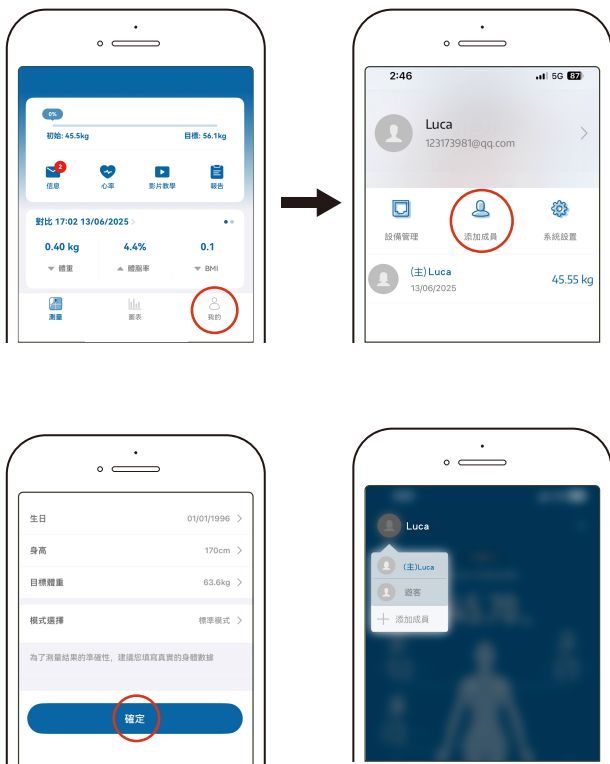 0%
初始: 45.5kg 目標: 56.1kg
2
信息 心率 影片教學 報告
對比 17:02 13/06/2025
0.40 kg 4.4% 0.1
體重 體脂率 BMI
測量 圖表 我的
2:46 5G 87
Luca
123173981@qq.com
設備管理 添加成員 系統設置
(主)Luca
13/06/2025
45.55 kg
生日 01/01/1996
身高 170cm
目標體重 63.6kg
模式選擇 標準模式
為了測量結果的準確性，建議您填寫真實的身體數據
確定
Luca
(主)Luca
遊客
添加成員